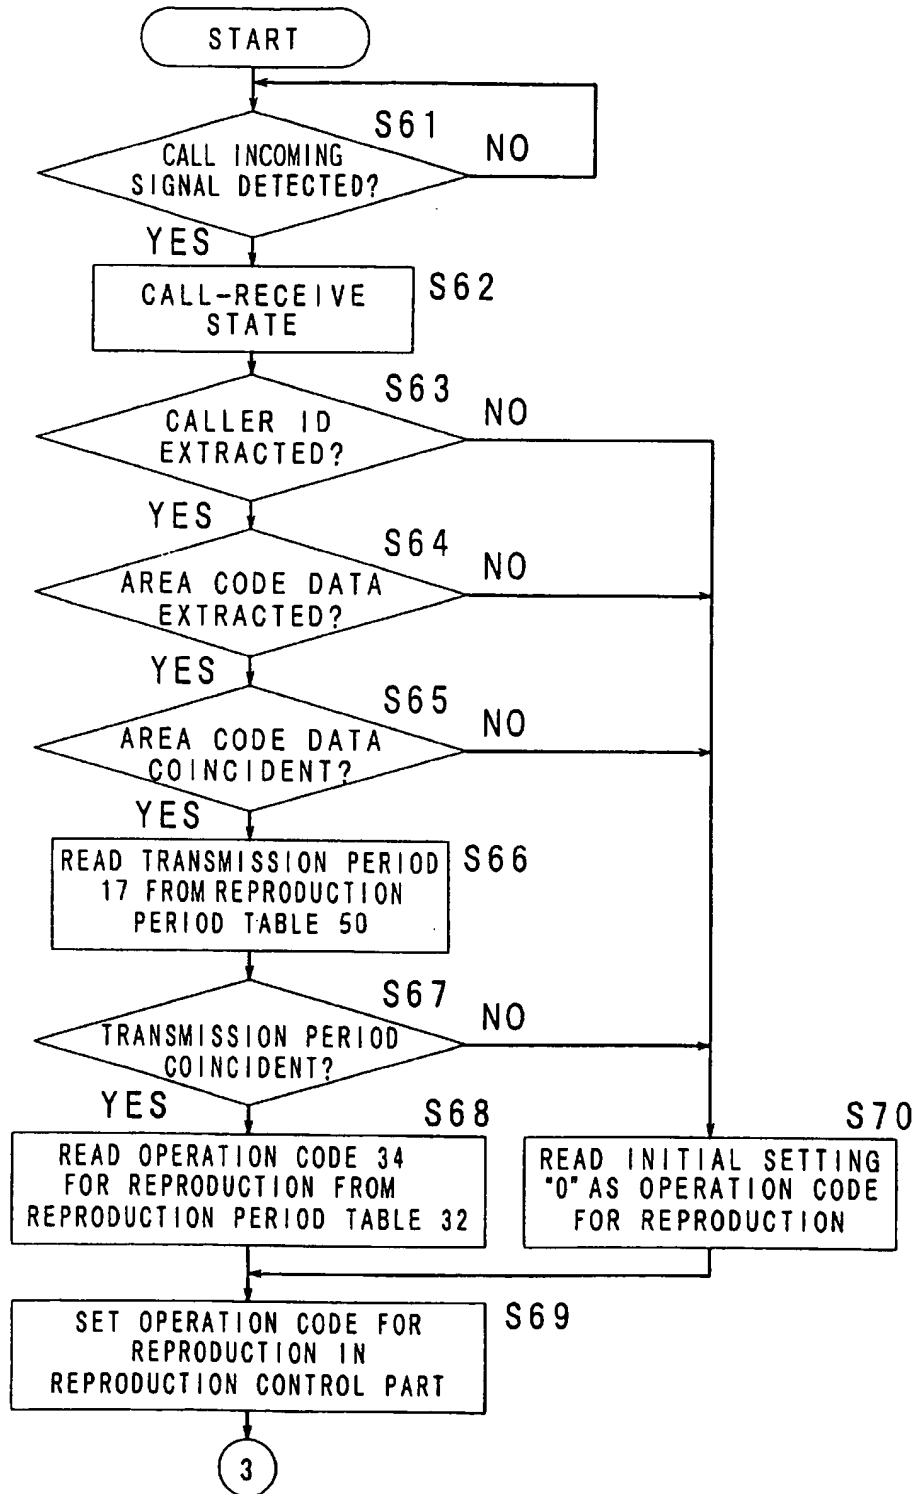 START
S61
CALL INCOMING
SIGNAL DETECTED?
NO
YES
CALL-RECEIVE
STATE
S62
S63
CALLER ID
EXTRACTED?
NO
YES
S64
AREA CODE DATA
EXTRACTED?
NO
YES
S65
AREA CODE DATA
COINCIDENT?
NO
YES
READ TRANSMISSION PERIOD
17 FROM REPRODUCTION
PERIOD TABLE 50
S66
S67
TRANSMISSION PERIOD
COINCIDENT?
NO
YES
S68
READ OPERATION CODE 34
FOR REPRODUCTION FROM
REPRODUCTION PERIOD TABLE 32
S70
READ INITIAL SETTING
"0" AS OPERATION CODE
FOR REPRODUCTION
SET OPERATION CODE FOR
REPRODUCTION IN
REPRODUCTION CONTROL PART
S69
3